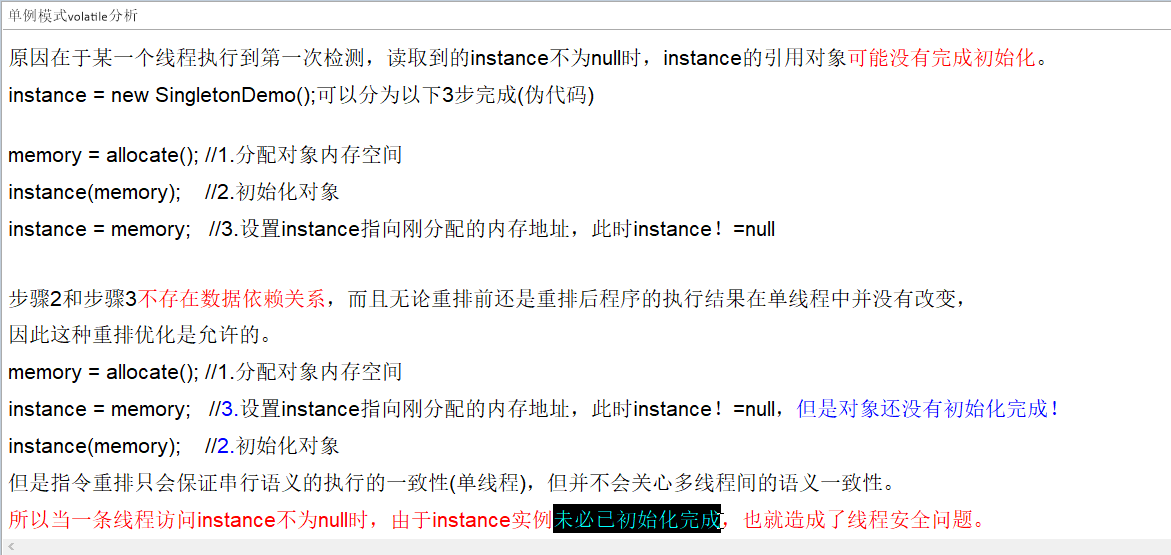 单例模式volatile分析
原因在于某一个线程执行到第一次检测，读取到的instance不为null时，instance的引用对象可能没有完成初始化。
instance = new SingletonDemo();可以分为以下3步完成(伪代码)
memory = allocate(); //1.分配对象内存空间
instance(memory); //2.初始化对象
instance = memory; //3.设置instance指向刚分配的内存地址，此时instance！=null
步骤2和步骤3不存在数据依赖关系，而且无论重排前还是重排后程序的执行结果在单线程中并没有改变，
因此这种重排优化是允许的。
memory = allocate(); //1.分配对象内存空间
instance = memory; //3.设置instance指向刚分配的内存地址，此时instance！=null，但是对象还没有初始化完成！
instance(memory); //2.初始化对象
但是指令重排只会保证串行语义的执行的一致性(单线程)，但并不会关心多线程间的语义一致性。
所以当一条线程访问instance不为null时，由于instance实例未必已初始化完成，也就造成了线程安全问题。